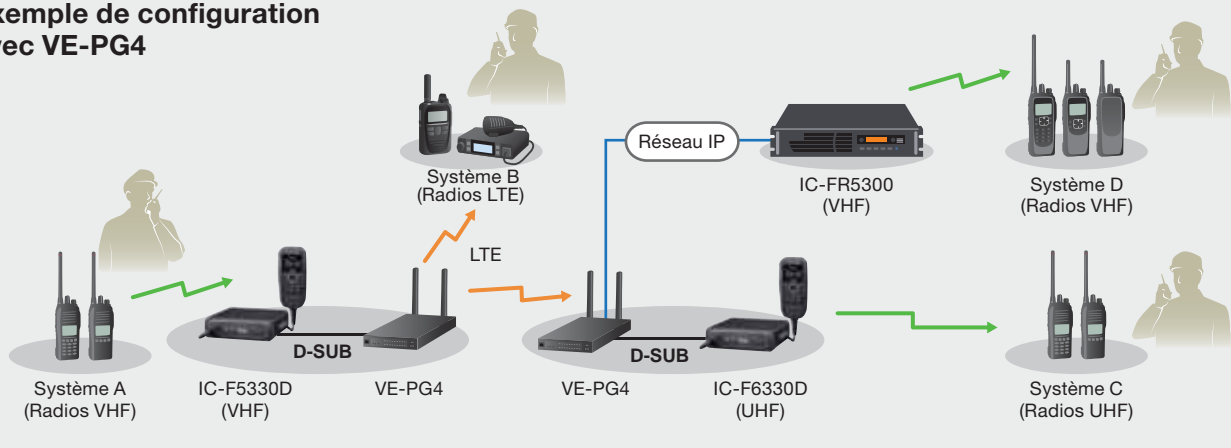 xemple de configuration
vec VE-PG4
Réseau IP
Système B
(Radios LTE)
IC-FR5300
(VHF)
Système D
(Radios VHF)
LTE
D-SUB
D-SUB
Système A
(Radios VHF)
IC-F5330D
(VHF)
VE-PG4
VE-PG4
IC-F6330D
(UHF)
Système C
(Radios UHF)